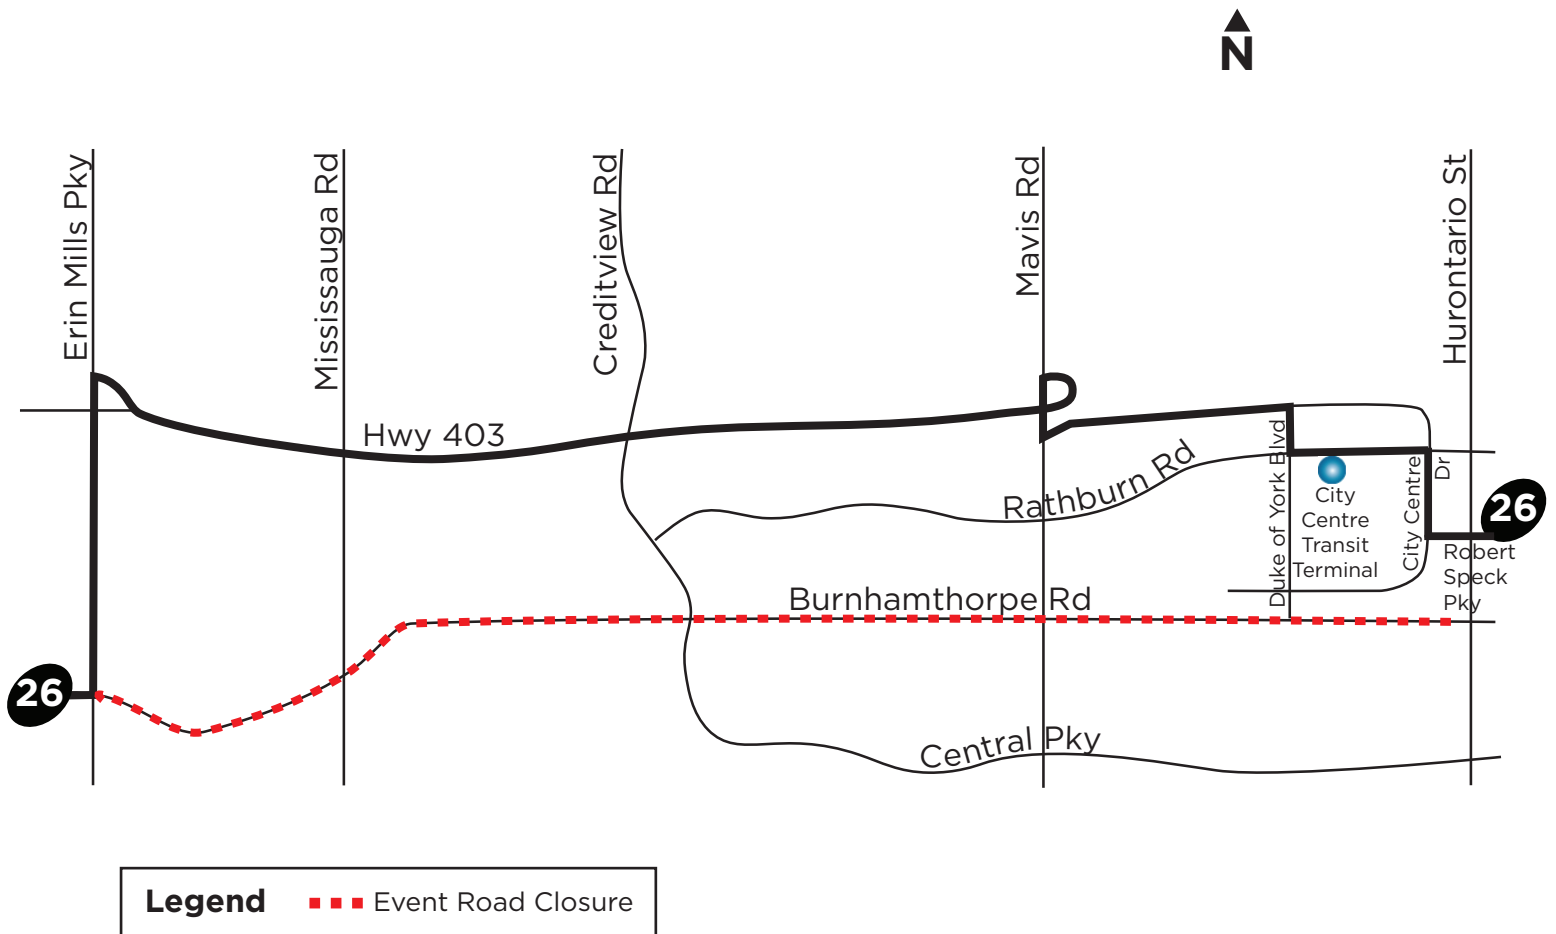 N
Erin Mills Pky
Mississauga Rd
Creditview Rd
Mavis Rd
Hurontario St
Hwy 403
Rathburn Rd
Duke of York Blvd
City
Centre
Transit
Terminal
City Centre
Dr
26
Robert
Speck
Pky
Burnhamthorpe Rd
26
Central Pky
Legend
Event Road Closure